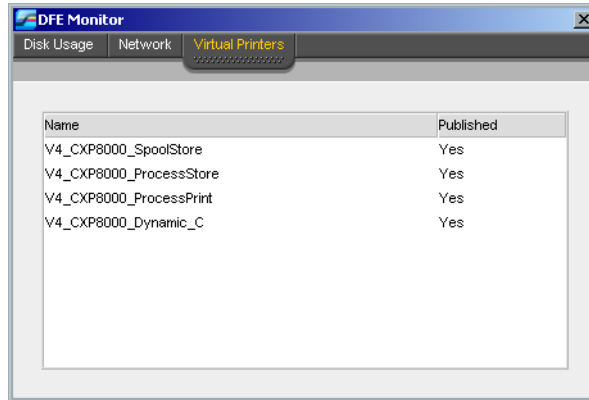 DFE Monitor
Disk Usage Network Virtual Printers
Name Published
V4_CXP8000_SpoolStore Yes
V4_CXP8000_ProcessStore Yes
V4_CXP8000_ProcessPrint Yes
V4_CXP8000_Dynamic_C Yes